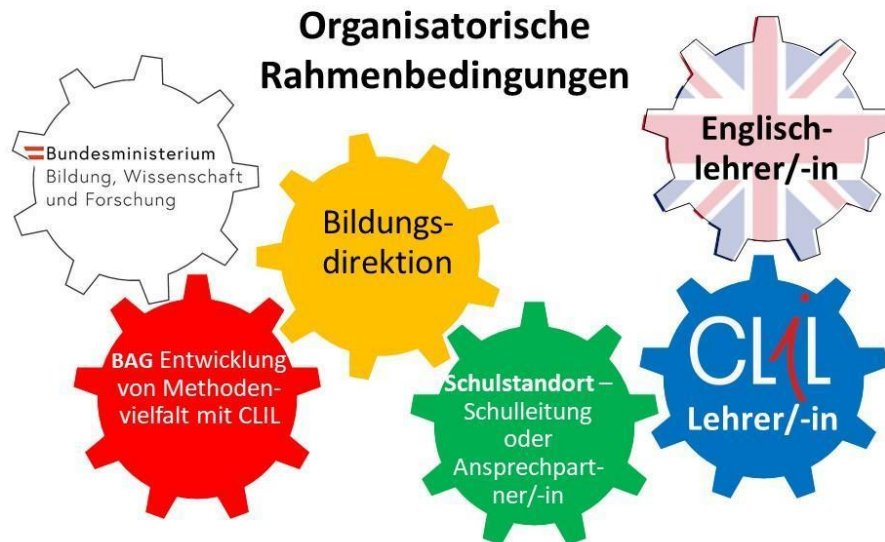 Organisatorische
Rahmenbedingungen
Bundesministerium
Bildung, Wissenschaft
und Forschung
Bildungs-
direktion
Englisch-
lehrer/-in
BAG Entwicklung
von Methoden-
vielfalt mit CLIL
Schulstandort –
Schulleitung
oder
Ansprechpart-
ner/-in
CLIL
Lehrer/-in